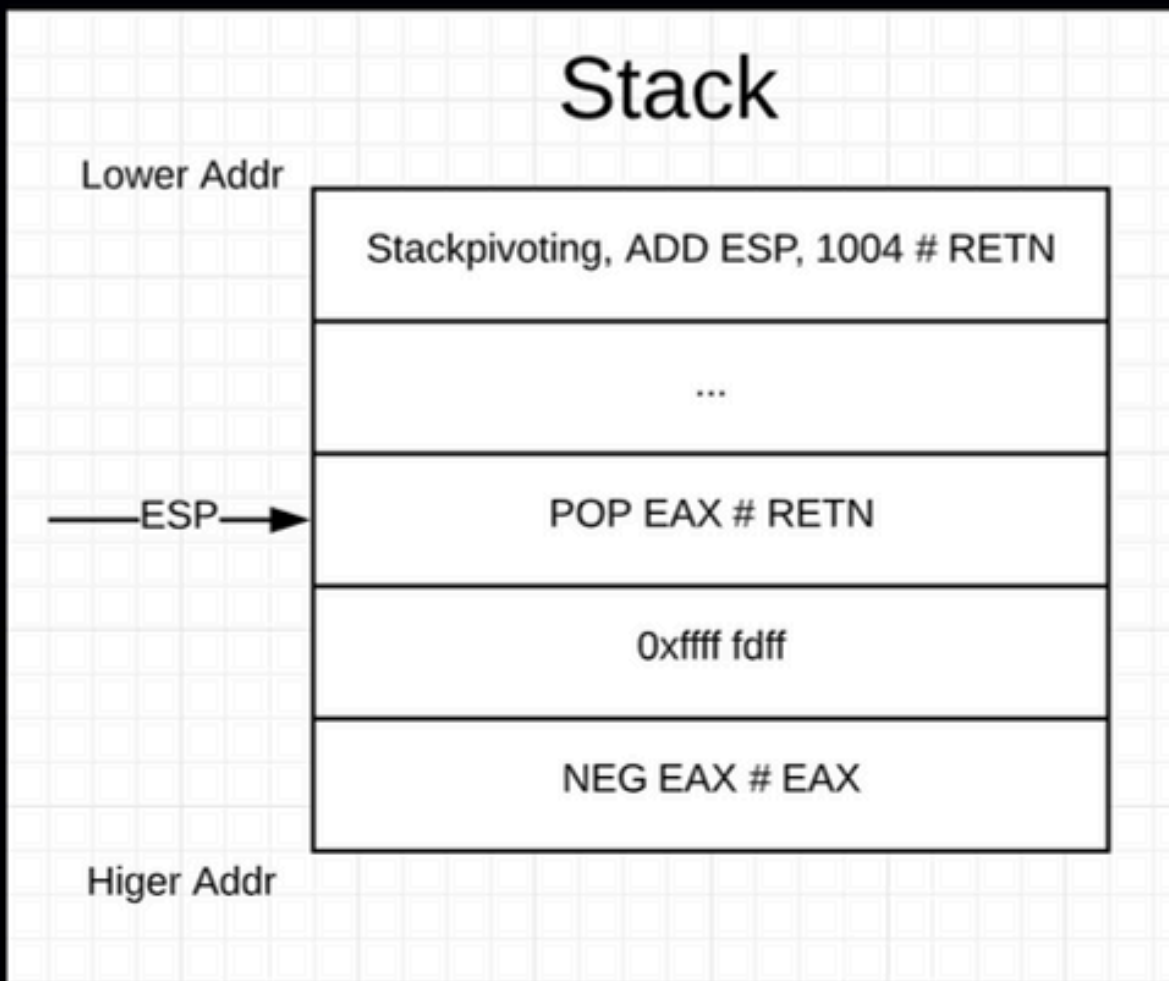 Stack
Lower Addr
Stackpivoting, ADD ESP, 1004 # RETN
...
ESP
POP EAX # RETN
0xffff fdff
NEG EAX # EAX
Higer Addr